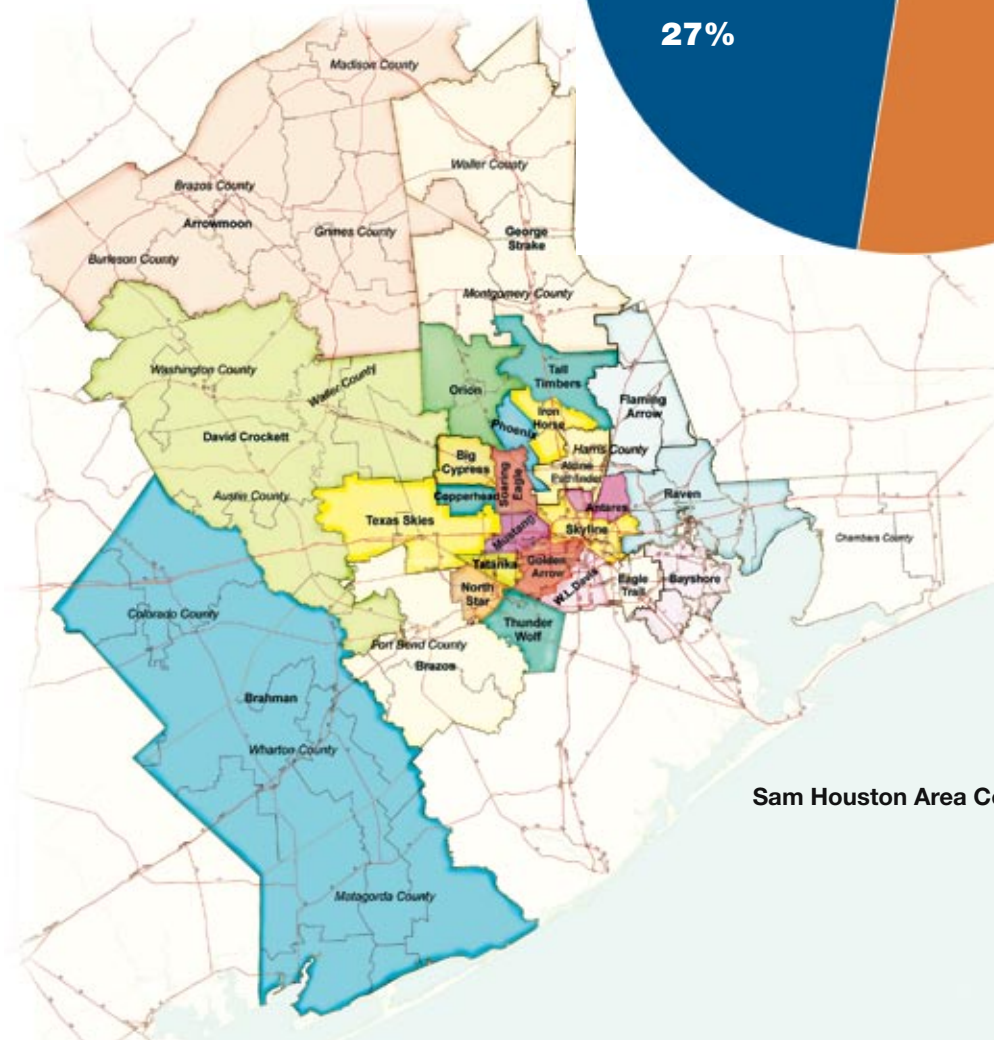 27%
Madison County
Waller County
Brazos County
Arrowmoon
Grimes County
George
Strake
Burleson County
Montgomery County
Washington County
Waller County
Orion
Tall
Timbers
Iron
Horse
Flaming
Arrow
Phoenix
David Crockett
Harris County
Big
Cypress
Soaring
Eagle
Aldine
Pathfinder
Austin County
Copperhead
Raven
Antares
Texas Skies
Mustang
Skyline
Chambers County
Tatanka
Golden
Arrow
W.L.Davis
Eagle
Trail
Bayshore
North
Star
Colorado County
Thunder
Wolf
Fort Bend County
Brazos
Brahman
Wharton County
Sam Houston Area Co
Matagorda County